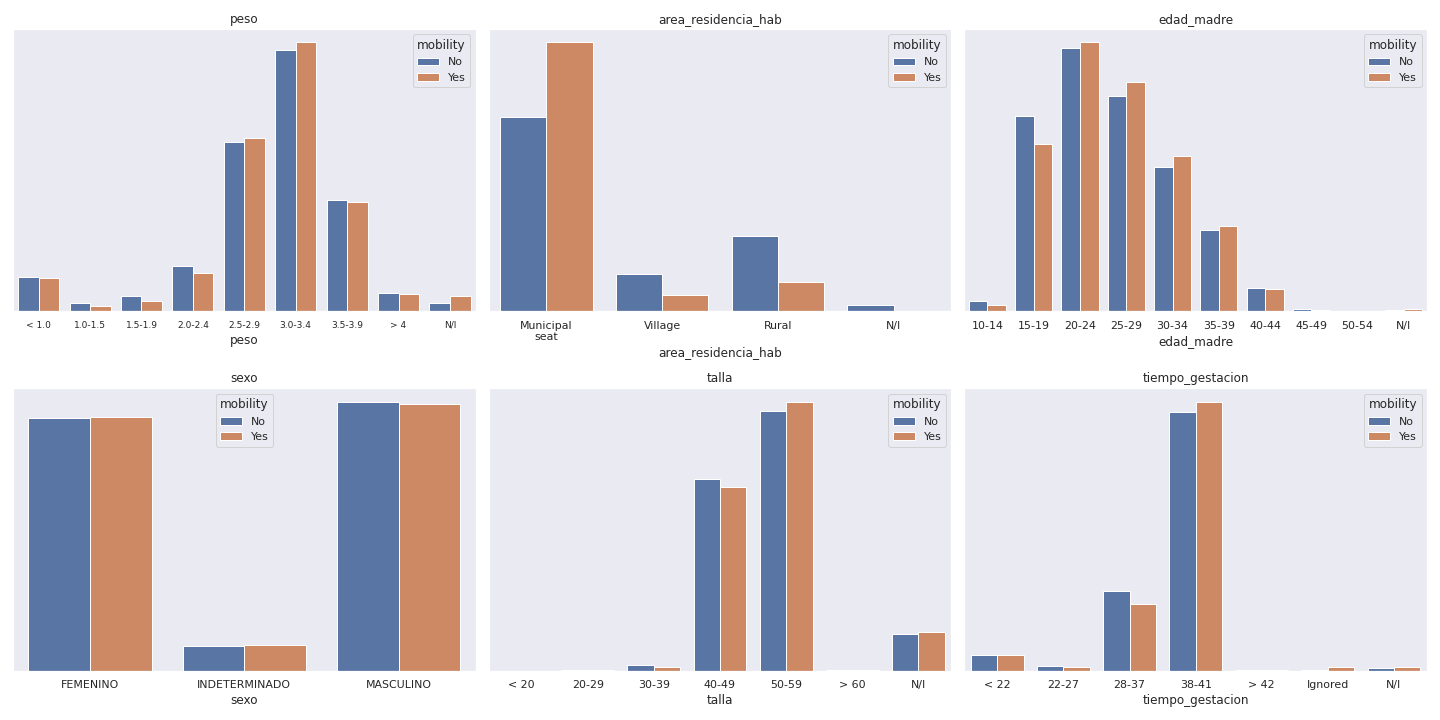 peso
mobility
No
Yes
< 1.0 1.0-1.5 1.5-1.9 2.0-2.4 2.5-2.9 3.0-3.4 3.5-3.9 > 4 N/I
peso
area_residencia_hab
mobility
No
Yes
Municipal seat Village Rural N/I
area_residencia_hab
edad_madre
mobility
No
Yes
10-14 15-19 20-24 25-29 30-34 35-39 40-44 45-49 50-54 N/I
edad_madre
sexo
mobility
No
Yes
FEMENINO INDETERMINADO MASCULINO
sexo
talla
mobility
No
Yes
< 20 20-29 30-39 40-49 50-59 > 60 N/I
talla
tiempo_gestacion
mobility
No
Yes
< 22 22-27 28-37 38-41 > 42 Ignored N/I
tiempo_gestacion